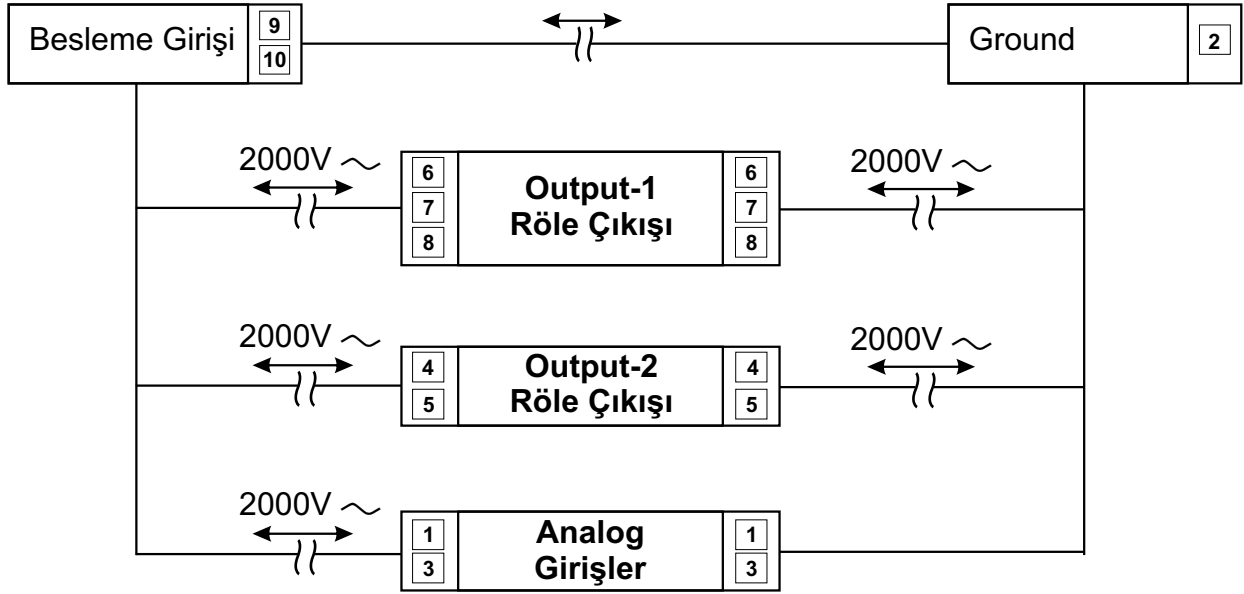 Besleme Girişi
9
10
Ground
2
2000V ～
2000V ～
6
7
8
Output-1
Röle Çıkışı
6
7
8
2000V ～
2000V ～
4
5
Output-2
Röle Çıkışı
4
5
2000V ～
1
3
Analog
Girişler
1
3